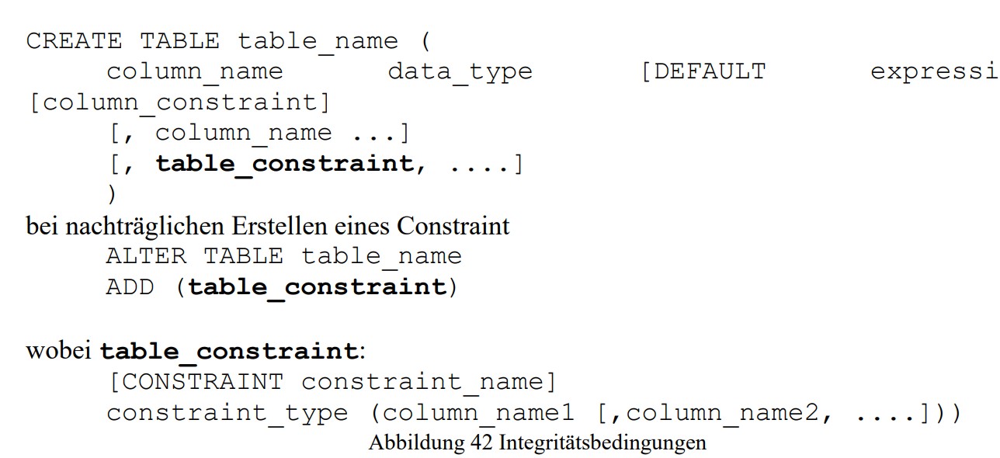 CREATE TABLE table_name (
column_name data_type [DEFAULT expressi
[column_constraint]
[, column_name ...]
[, table_constraint, ....]
)
bei nachträglichen Erstellen eines Constraint
ALTER TABLE table_name
ADD (table_constraint)
wobei table_constraint:
[CONSTRAINT constraint_name]
constraint_type (column_name1 [,column_name2, ....]))
Abbildung 42 Integritätsbedingungen